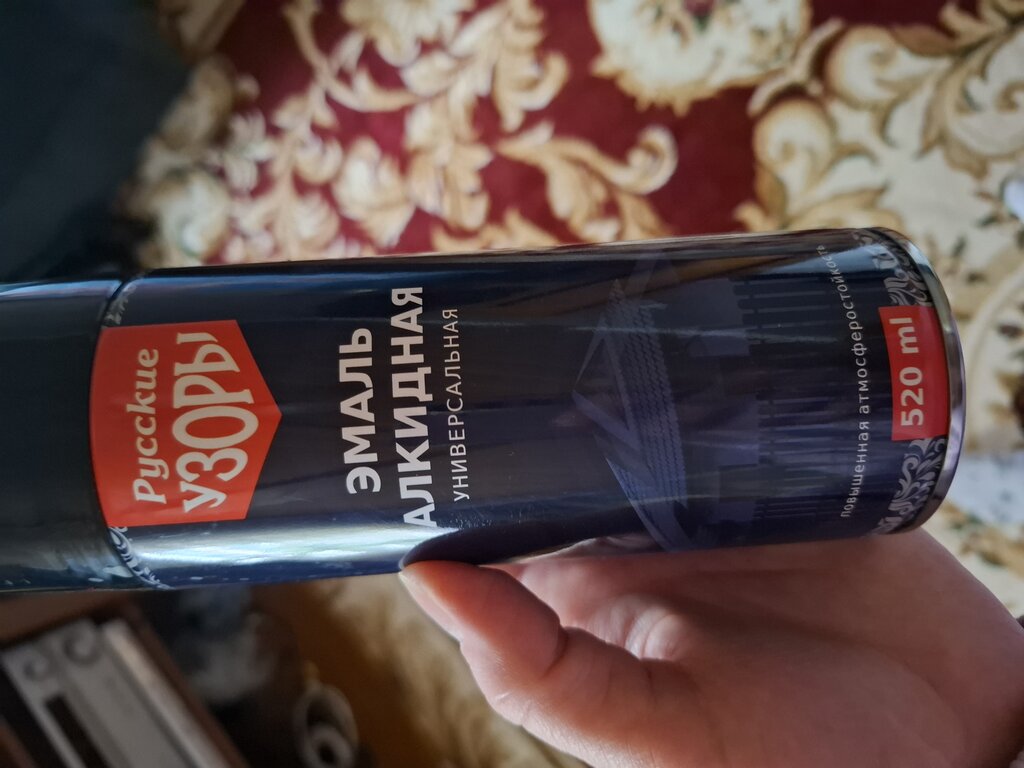 Русские
УЗОРЫ
ЭМАЛЬ
АЛКИДНАЯ
УНИВЕРСАЛЬНАЯ
повышенная атмосферостойкость
520 ml